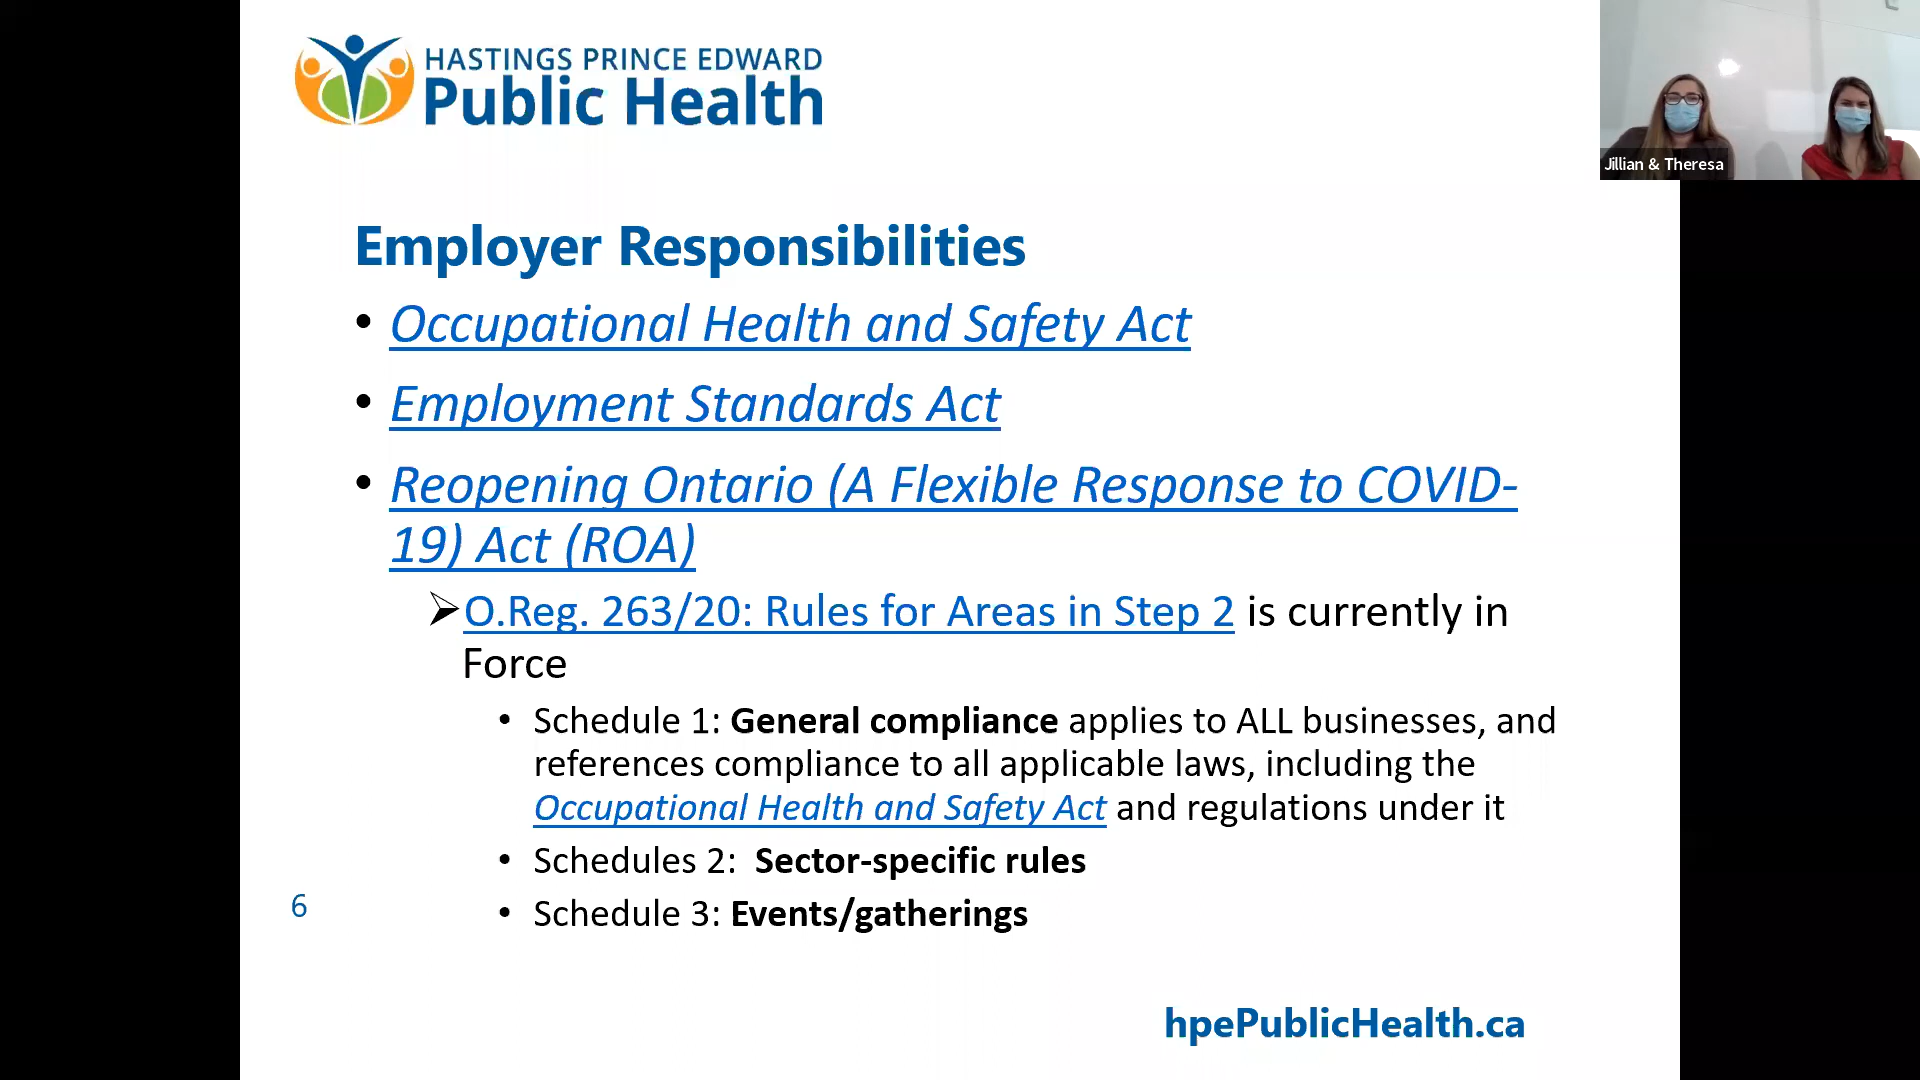 HASTINGS PRINCE EDWARD
Public Health
Jillian & Theresa
Employer Responsibilities
• Occupational Health and Safety Act
• Employment Standards Act
• Reopening Ontario (A Flexible Response to COVID-
19) Act (ROA)
➢O.Reg. 263/20: Rules for Areas in Step 2 is currently in
Force
• Schedule 1: General compliance applies to ALL businesses, and
references compliance to all applicable laws, including the
Occupational Health and Safety Act and regulations under it
• Schedules 2:  Sector-specific rules
• Schedule 3: Events/gatherings
6
hpePublicHealth.ca